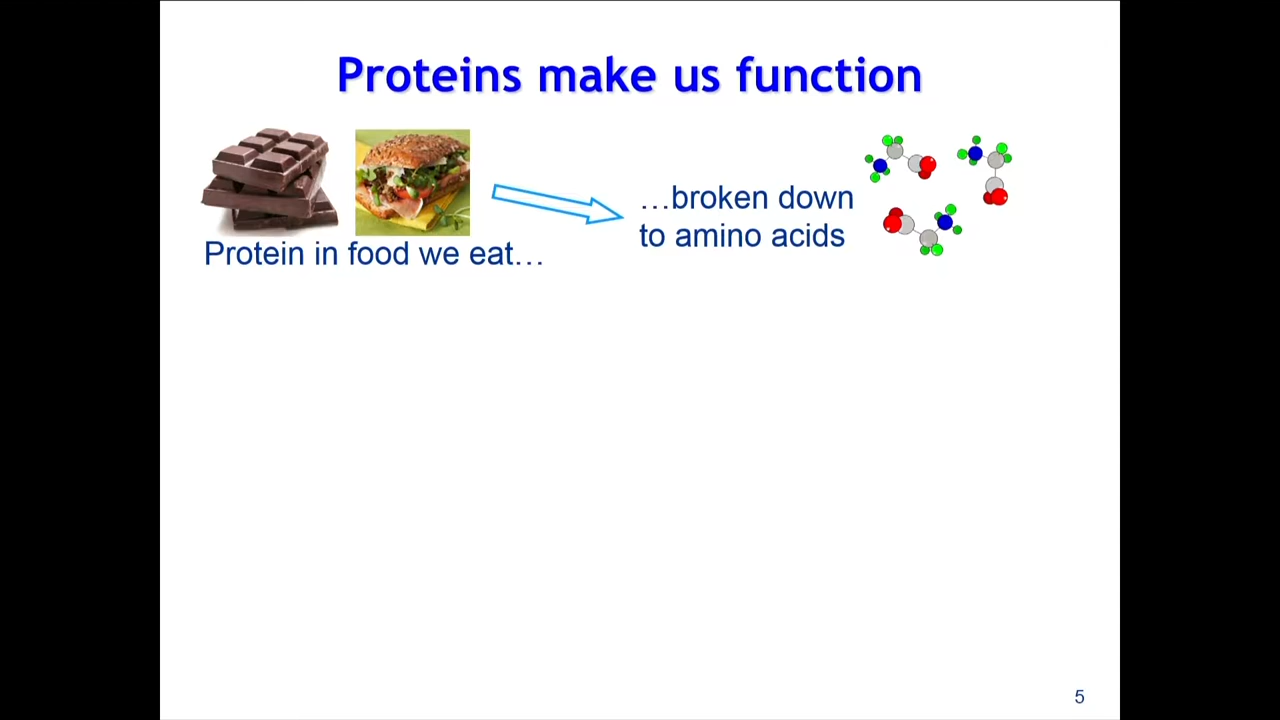 Proteins make us function
Protein in food we eat…
…broken down
to amino acids
5